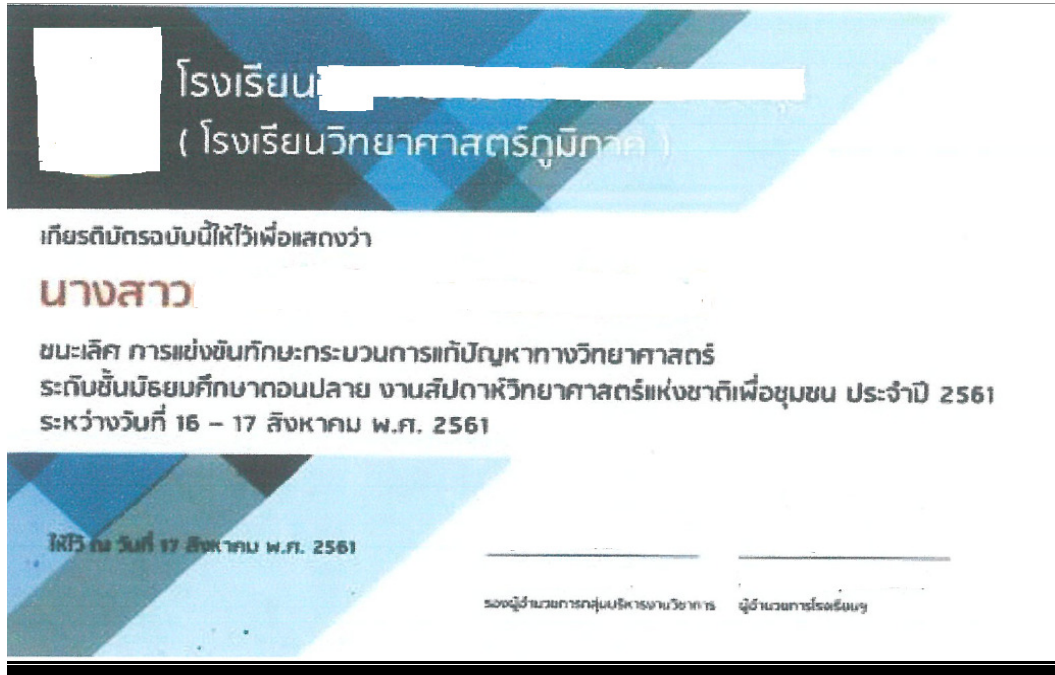 โรงเรียน
( โรงเรียนวิทยาศาสตร์ภูมิภาค )
เกียรติบัตรฉบับนี้ให้ไว้เพื่อแสดงว่า
นางสาว
ชนะเลิศ การแข่งขันทักษะกระบวนการแก้ปัญหาทางวิทยาศาสตร์
ระดับชั้นมัธยมศึกษาตอนปลาย งานสัปดาห์วิทยาศาสตร์แห่งชาติเพื่อชุมชน ประจำปี 2561
ระหว่างวันที่ 16 – 17 สิงหาคม พ.ศ. 2561
ให้ไว้ ณ วันที่ 17 สิงหาคม พ.ศ. 2561
รองผู้อำนวยการกลุ่มบริหารงานวิชาการ ผู้อำนวยการโรงเรียนฯ